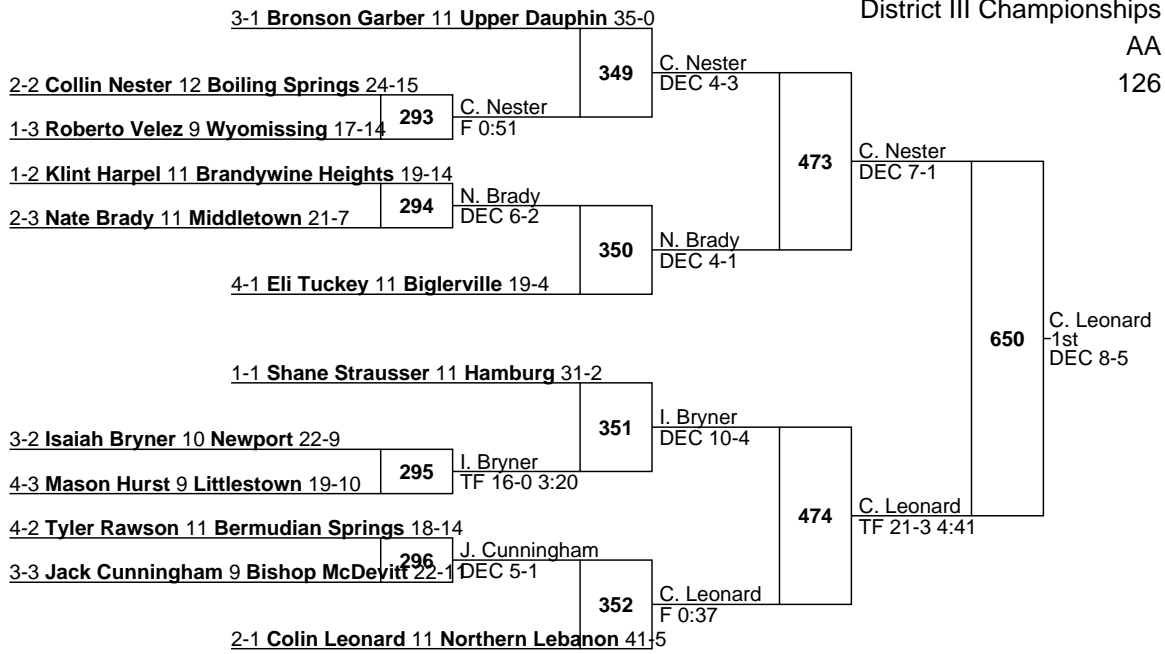 District III Championships
AA
126
3-1 Bronson Garber 11 Upper Dauphin 35-0
349
C. Nester
DEC 4-3
2-2 Collin Nester 12 Boiling Springs 24-15
293
C. Nester
F 0:51
1-3 Roberto Velez 9 Wyomissing 17-14
473
C. Nester
DEC 7-1
1-2 Klint Harpel 11 Brandywine Heights 19-14
294
N. Brady
DEC 6-2
2-3 Nate Brady 11 Middletown 21-7
350
N. Brady
DEC 4-1
4-1 Eli Tuckey 11 Biglerville 19-4
650
C. Leonard
1st
DEC 8-5
1-1 Shane Strausser 11 Hamburg 31-2
351
I. Bryner
DEC 10-4
3-2 Isaiah Bryner 10 Newport 22-9
295
I. Bryner
TF 16-0 3:20
4-3 Mason Hurst 9 Littlestown 19-10
474
C. Leonard
TF 21-3 4:41
4-2 Tyler Rawson 11 Bermudian Springs 18-14
296
J. Cunningham
DEC 5-1
3-3 Jack Cunningham 9 Bishop McDevitt 22-11
352
C. Leonard
F 0:37
2-1 Colin Leonard 11 Northern Lebanon 41-5